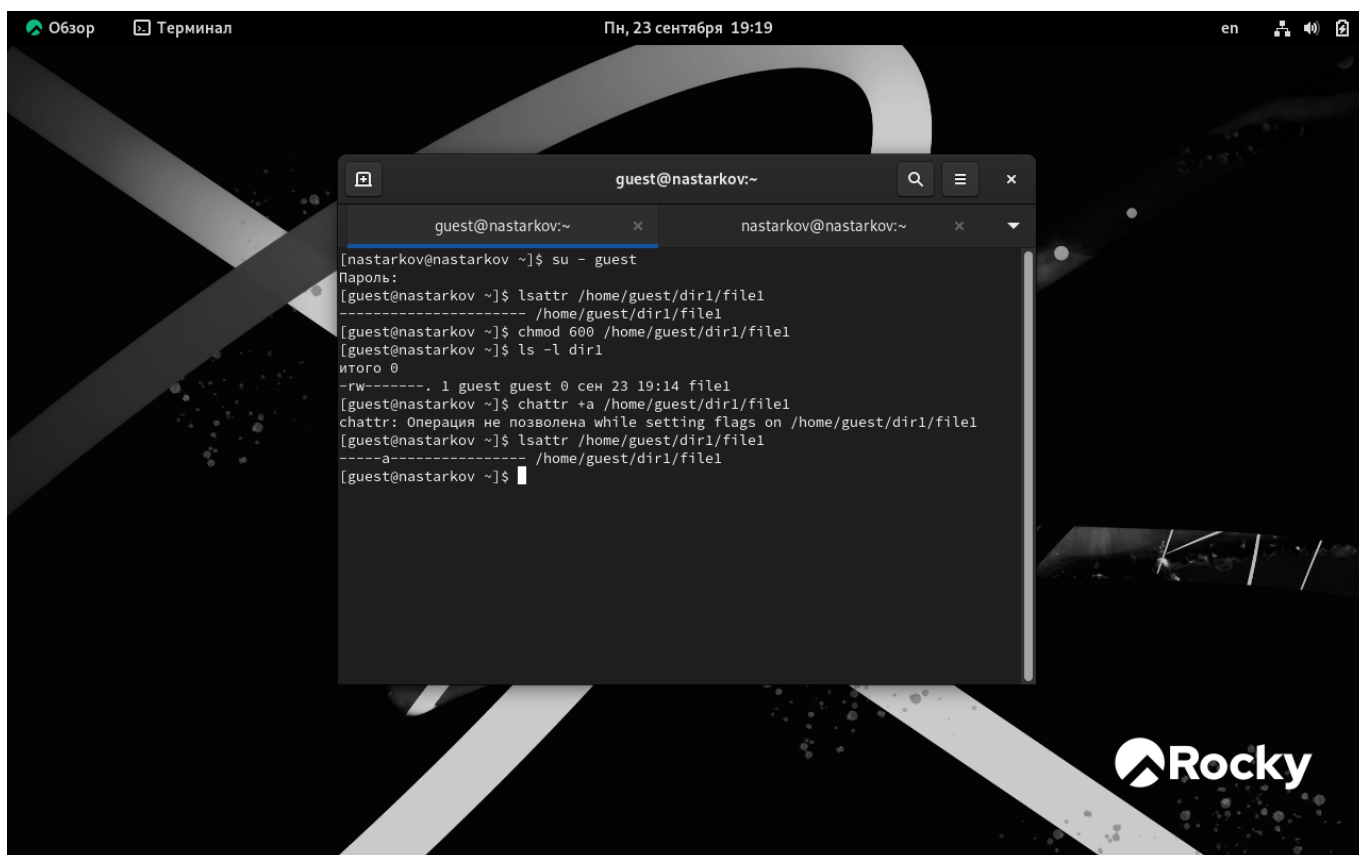 Обзор Терминал Пн, 23 сентября 19:19 en
guest@nastarkov:~
guest@nastarkov:~ nastarkov@nastarkov:~
[nastarkov@nastarkov ~]$ su - guest
Пароль:
[guest@nastarkov ~]$ lsattr /home/guest/dir1/file1
---------------------- /home/guest/dir1/file1
[guest@nastarkov ~]$ chmod 600 /home/guest/dir1/file1
[guest@nastarkov ~]$ ls -l dir1
итого 0
-rw-------. 1 guest guest 0 сен 23 19:14 file1
[guest@nastarkov ~]$ chattr +a /home/guest/dir1/file1
chattr: Операция не позволена while setting flags on /home/guest/dir1/file1
[guest@nastarkov ~]$ lsattr /home/guest/dir1/file1
-----a---------------- /home/guest/dir1/file1
[guest@nastarkov ~]$
Rocky